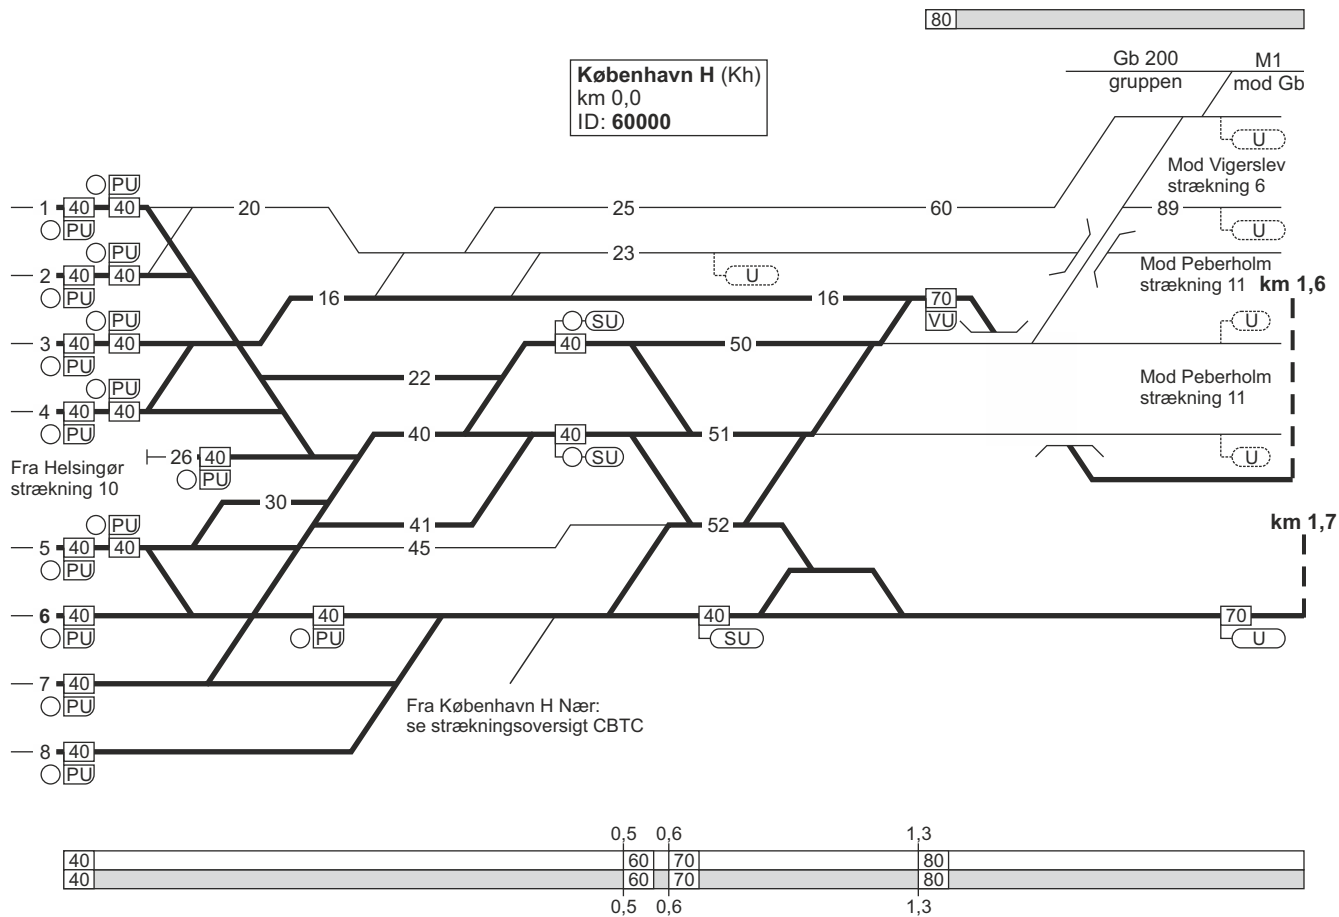 80
Gb 200
gruppen
M1
mod Gb
København H (Kh)
km 0,0
ID: 60000
U
Mod Vigerslev
strækning 6
PU
PU
1 40 40 20 25 60 89
PU
U
PU
2 40 40 23
PU
U
Mod Peberholm
strækning 11
km 1,6
16 16 70
VU
PU
SU
U
3 40 40 40 50
PU
22
Mod Peberholm
strækning 11
PU
4 40 40
PU
40 40 51
SU
U
26 40
PU
Fra Helsingør
strækning 10
30
PU
41 52
km 1,7
5 40 40 45
PU
6 40 40 40 70
PU PU SU U
7 40
PU
Fra København H Nær:
se strækningsoversigt CBTC
8 40
PU
0,5 0,6 1,3
40 60 70 80
40 60 70 80
0,5 0,6 1,3